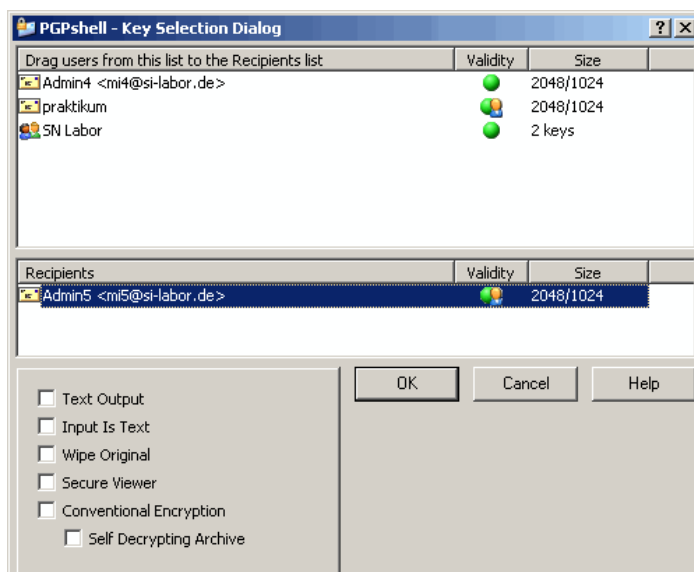 PGPshell - Key Selection Dialog
Drag users from this list to the Recipients list Validity Size
Admin4 <mi4@si-labor.de> 2048/1024
praktikum 2048/1024
SN Labor 2 keys
Recipients Validity Size
Admin5 <mi5@si-labor.de> 2048/1024
OK Cancel Help
Text Output
Input Is Text
Wipe Original
Secure Viewer
Conventional Encryption
Self Decrypting Archive